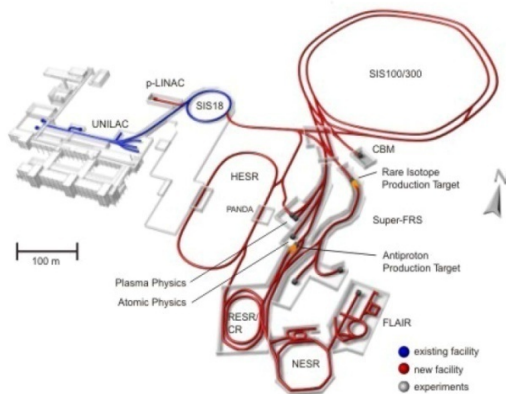 p-LINAC
SIS18
SIS100/300
UNILAC
CBM
Rare Isotope
Production Target
HESR
PANDA
Super-FRS
100 m
Antiproton
Production Target
Plasma Physics
Atomic Physics
RESR/
CR
FLAIR
NESR
existing facility
new facility
experiments